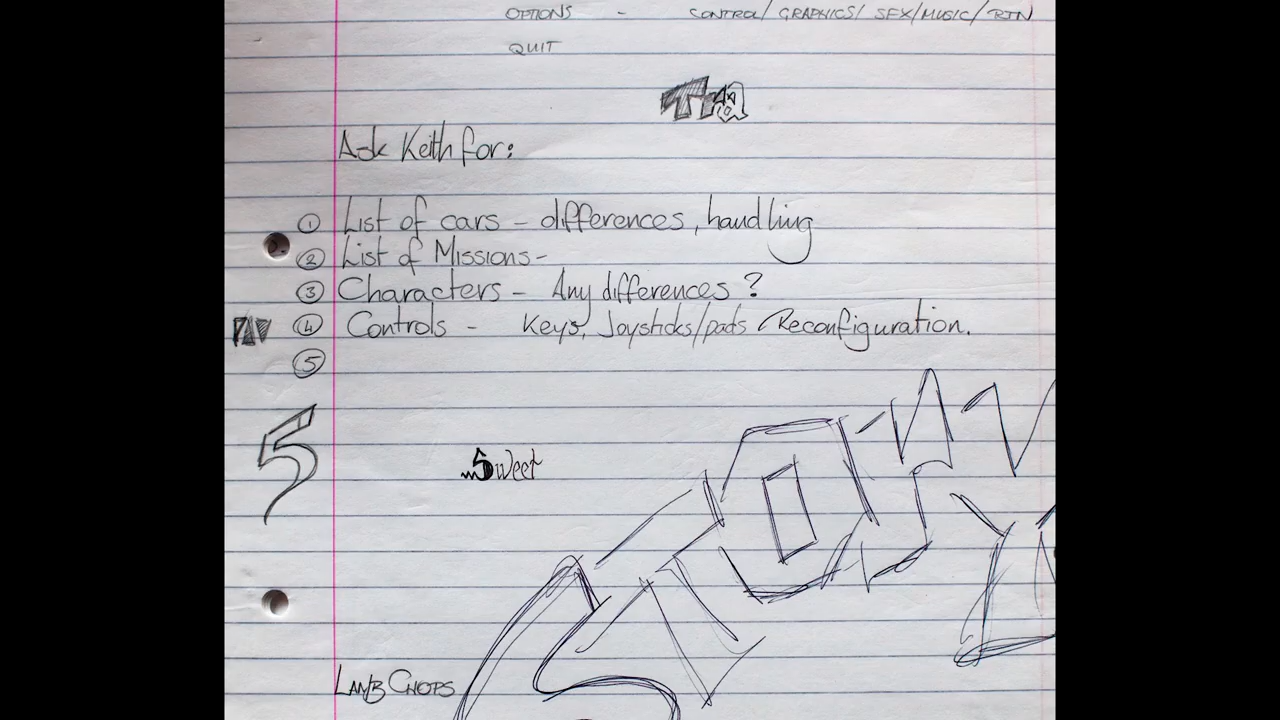 OPTIONS - CONTROL/ GRAPHICS/ SFX/MUSIC/ RTN
QUIT
Ask Keith for:
① List of cars - differences, handling
② List of Missions-
③ Characters - Any differences ?
④ Controls - Keys, Joysticks/pads Reconfiguration.
⑤
5
Sweet
STORY
LAMB CHOPS